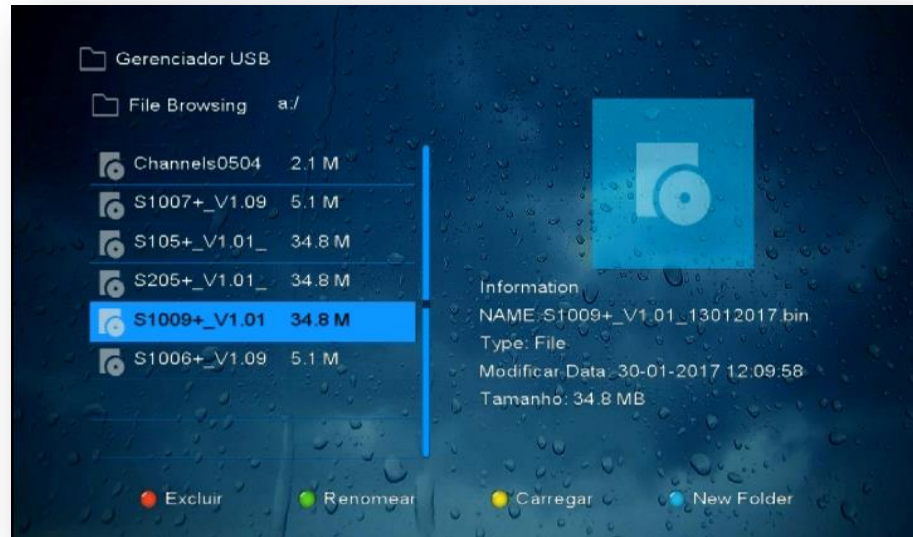 Gerenciador USB
File Browsing a:/
Channels0504 2.1 M
S1007+_V1.09 5.1 M
S105+_V1.01_ 34.8 M
S205+_V1.01_ 34.8 M
S1009+_V1.01 34.8 M
S1006+_V1.09 5.1 M
Information
NAME:S1009+_V1.01_13012017.bin
Type: File
Modificar Data: 30-01-2017 12:09:58
Tamanho: 34.8 MB
Excluir Renomear Carregar New Folder